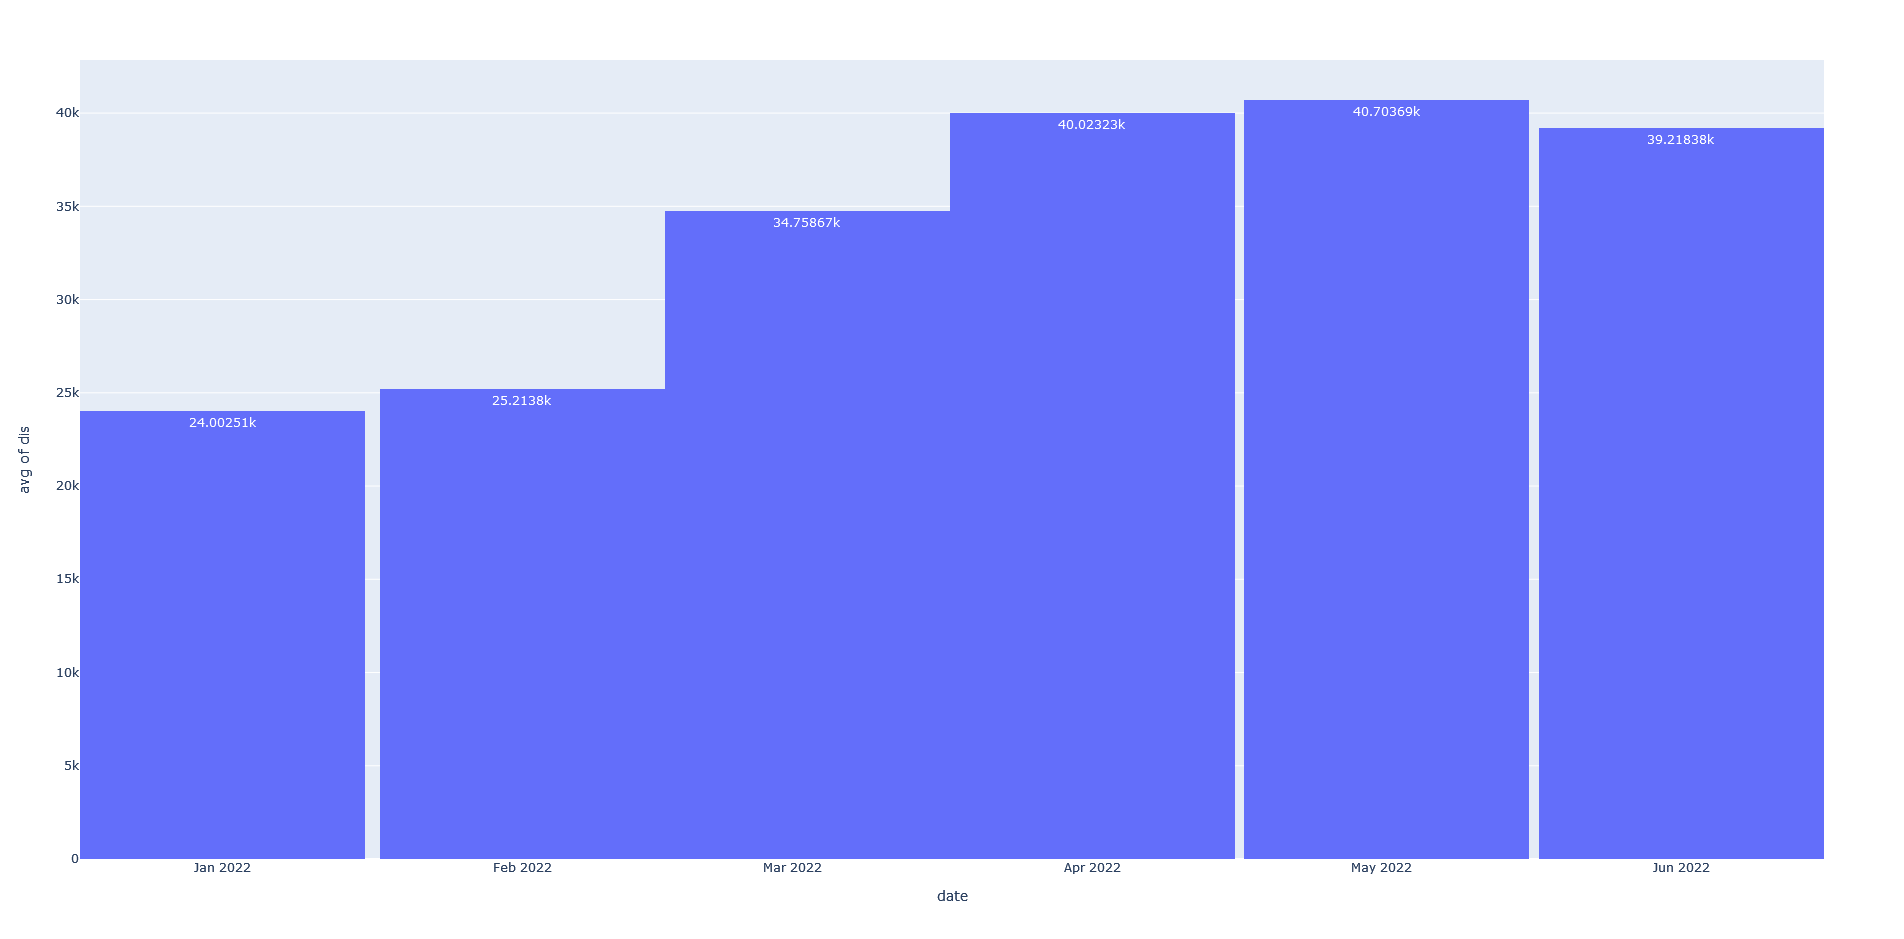 40k
35k
30k
25k
20k
15k
10k
5k
0
avg of dis
24.00251k
25.2138k
34.75867k
40.02323k
40.70369k
39.21838k
Jan 2022
Feb 2022
Mar 2022
Apr 2022
May 2022
Jun 2022
date